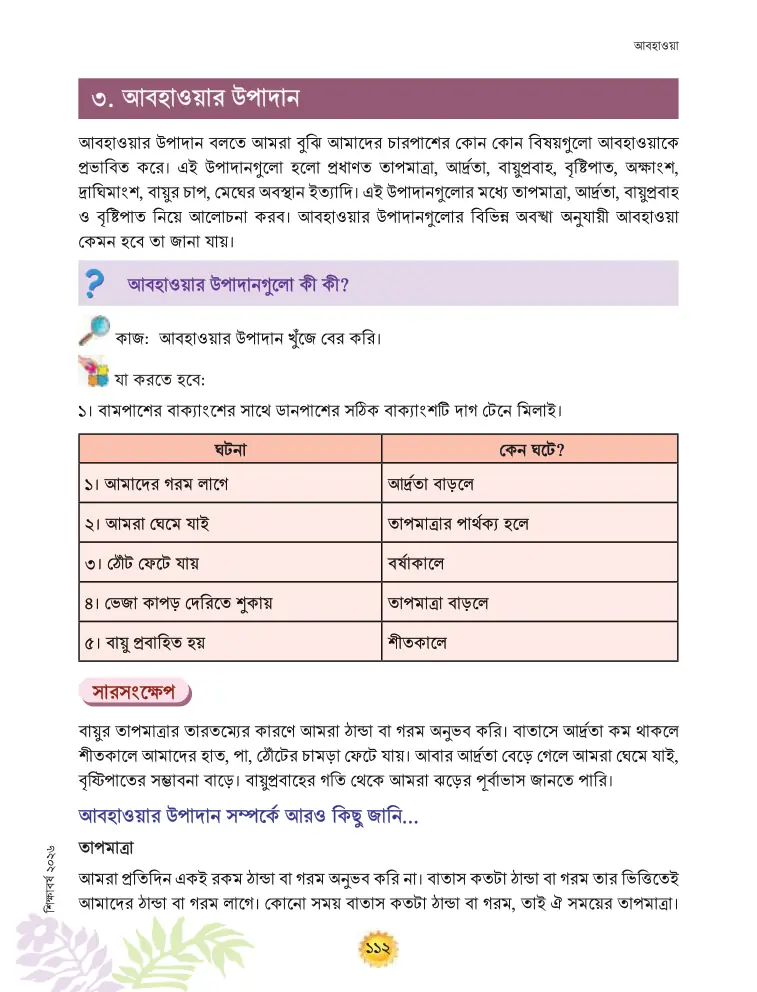 আবহাওয়া
৩. আবহাওয়ার উপাদান
আবহাওয়ার উপাদান বলতে আমরা বুঝি আমাদের চারপাশের কোন কোন বিষয়গুলো আবহাওয়াকে
প্রভাবিত করে। এই উপাদানগুলো হলো প্রধাণত তাপমাত্রা, আর্দ্রতা, বায়ুপ্রবাহ, বৃষ্টিপাত, অক্ষাংশ,
দ্রাঘিমাংশ, বায়ুর চাপ, মেঘের অবস্থান ইত্যাদি। এই উপাদানগুলোর মধ্যে তাপমাত্রা, আর্দ্রতা, বায়ুপ্রবাহ
ও বৃষ্টিপাত নিয়ে আলোচনা করব। আবহাওয়ার উপাদানগুলোর বিভিন্ন অবস্থা অনুযায়ী আবহাওয়া
কেমন হবে তা জানা যায়।
? আবহাওয়ার উপাদানগুলো কী কী?
কাজ: আবহাওয়ার উপাদান খুঁজে বের করি।
যা করতে হবে:
১। বামপাশের বাক্যাংশের সাথে ডানপাশের সঠিক বাক্যাংশটি দাগ টেনে মিলাই।
ঘটনা কেন ঘটে?
১। আমাদের গরম লাগে আর্দ্রতা বাড়লে
২। আমরা ঘেমে যাই তাপমাত্রার পার্থক্য হলে
৩। ঠোঁট ফেটে যায় বর্ষাকালে
৪। ভেজা কাপড় দেরিতে শুকায় তাপমাত্রা বাড়লে
৫। বায়ু প্রবাহিত হয় শীতকালে
সারসংক্ষেপ
বায়ুর তাপমাত্রার তারতম্যের কারণে আমরা ঠান্ডা বা গরম অনুভব করি। বাতাসে আর্দ্রতা কম থাকলে
শীতকালে আমাদের হাত, পা, ঠোঁটের চামড়া ফেটে যায়। আবার আর্দ্রতা বেড়ে গেলে আমরা ঘেমে যাই,
বৃষ্টিপাতের সম্ভাবনা বাড়ে। বায়ুপ্রবাহের গতি থেকে আমরা ঝড়ের পূর্বাভাস জানতে পারি।
আবহাওয়ার উপাদান সম্পর্কে আরও কিছু জানি...
তাপমাত্রা
আমরা প্রতিদিন একই রকম ঠান্ডা বা গরম অনুভব করি না। বাতাস কতটা ঠান্ডা বা গরম তার ভিত্তিতেই
আমাদের ঠান্ডা বা গরম লাগে। কোনো সময় বাতাস কতটা ঠান্ডা বা গরম, তাই ঐ সময়ের তাপমাত্রা।
শিক্ষাবর্ষ ২০২৬
১১২